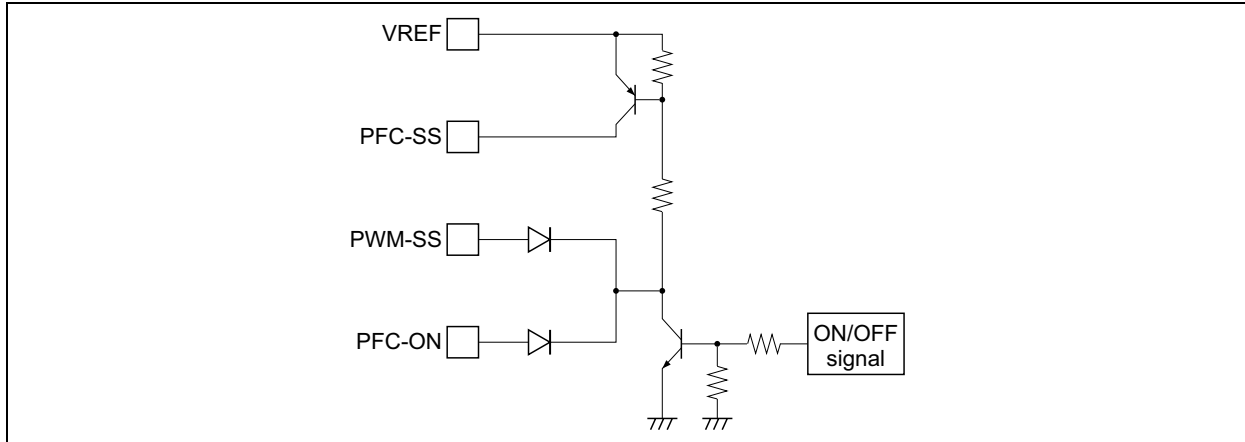 VREF
PFC-SS
PWM-SS
PFC-ON
ON/OFF
signal